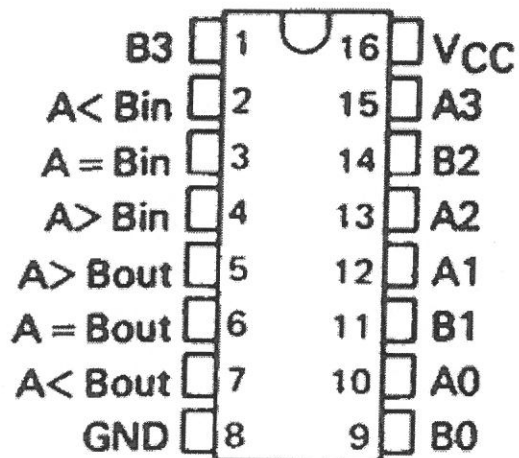 B3 1 16 VCC
A< Bin 2 15 A3
A = Bin 3 14 B2
A> Bin 4 13 A2
A> Bout 5 12 A1
A = Bout 6 11 B1
A< Bout 7 10 A0
GND 8 9 B0